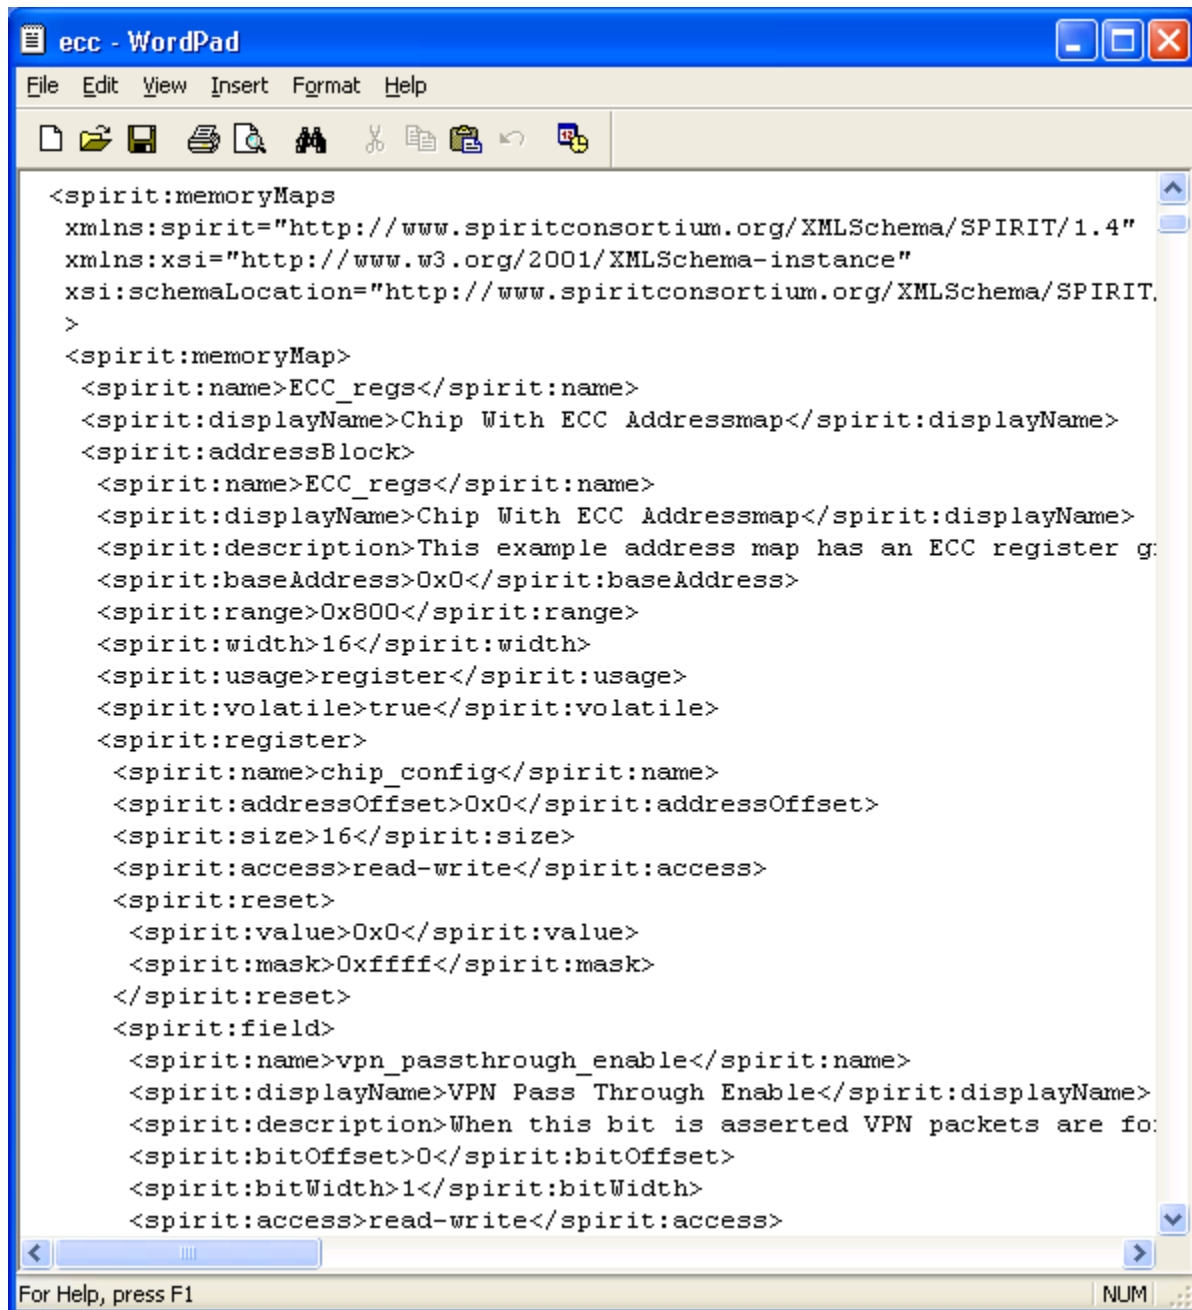 ecc - WordPad
File Edit View Insert Format Help
<spirit:memoryMaps
xmlns:spirit="http://www.spiritconsortium.org/XMLSchema/SPIRIT/1.4"
xmlns:xsi="http://www.w3.org/2001/XMLSchema-instance"
xsi:schemaLocation="http://www.spiritconsortium.org/XMLSchema/SPIRIT
>
<spirit:memoryMap>
<spirit:name>ECC_regs</spirit:name>
<spirit:displayName>Chip With ECC Addressmap</spirit:displayName>
<spirit:addressBlock>
<spirit:name>ECC_regs</spirit:name>
<spirit:displayName>Chip With ECC Addressmap</spirit:displayName>
<spirit:description>This example address map has an ECC register
<spirit:baseAddress>0x0</spirit:baseAddress>
<spirit:range>0x800</spirit:range>
<spirit:width>16</spirit:width>
<spirit:usage>register</spirit:usage>
<spirit:volatile>true</spirit:volatile>
<spirit:register>
<spirit:name>chip_config</spirit:name>
<spirit:addressOffset>0x0</spirit:addressOffset>
<spirit:size>16</spirit:size>
<spirit:access>read-write</spirit:access>
<spirit:reset>
<spirit:value>0x0</spirit:value>
<spirit:mask>0xffff</spirit:mask>
</spirit:reset>
<spirit:field>
<spirit:name>vpn_passthrough_enable</spirit:name>
<spirit:displayName>VPN Pass Through Enable</spirit:displayName>
<spirit:description>When this bit is asserted VPN packets are
<spirit:bitOffset>0</spirit:bitOffset>
<spirit:bitWidth>1</spirit:bitWidth>
<spirit:access>read-write</spirit:access>
For Help, press F1
NUM